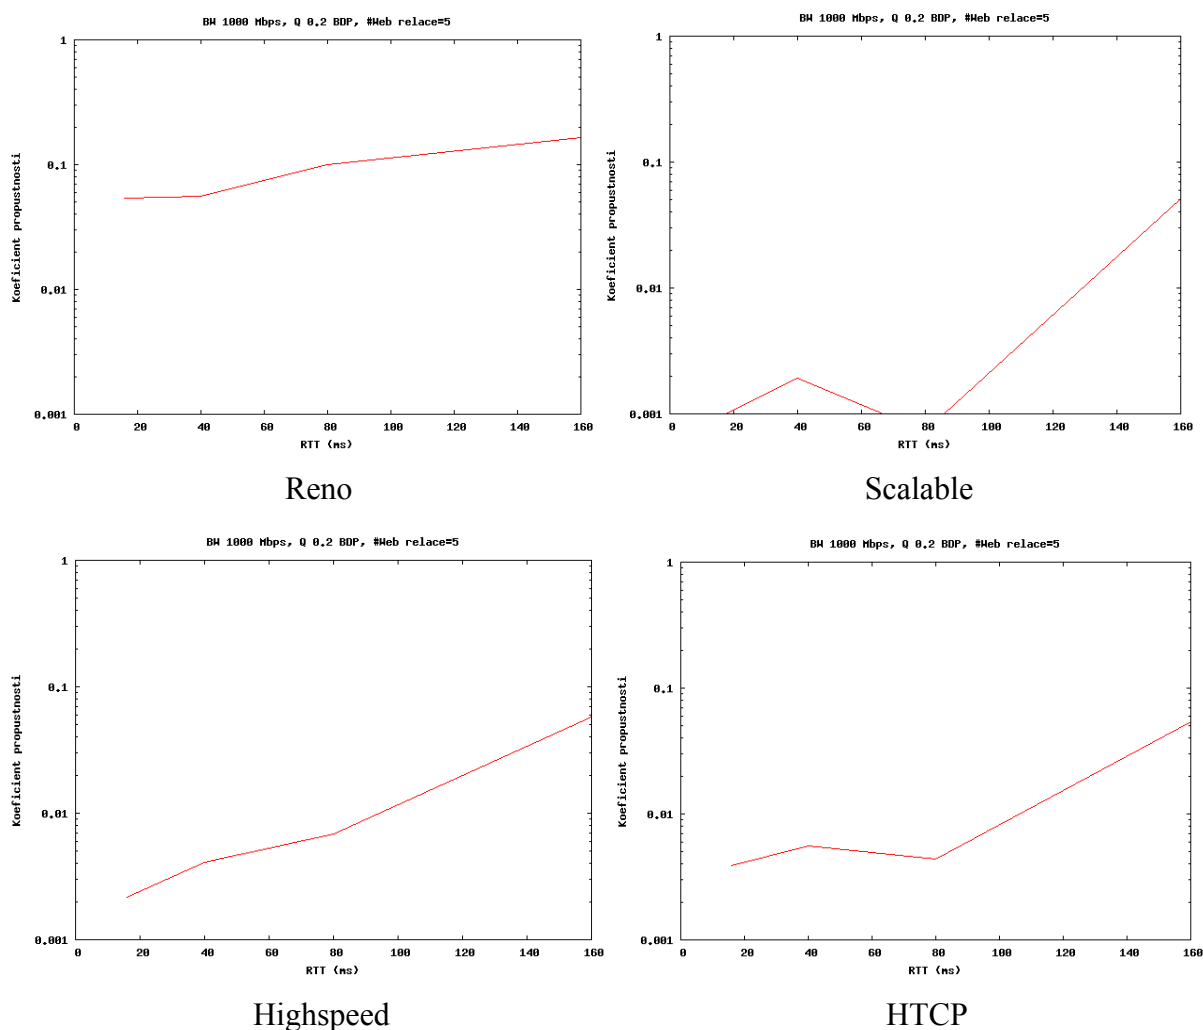 BW 1000 Mbps, Q 0.2 BDP, #Web relace=5
1
0.1
0.01
0.001
Koeficient propustnosti
0 20 40 60 80 100 120 140 160
RTT (ms)
Reno
BW 1000 Mbps, Q 0.2 BDP, #Web relace=5
1
0.1
0.01
0.001
Koeficient propustnosti
0 20 40 60 80 100 120 140 160
RTT (ms)
Scalable
BW 1000 Mbps, Q 0.2 BDP, #Web relace=5
1
0.1
0.01
0.001
Koeficient propustnosti
0 20 40 60 80 100 120 140 160
RTT (ms)
Highspeed
BW 1000 Mbps, Q 0.2 BDP, #Web relace=5
1
0.1
0.01
0.001
Koeficient propustnosti
0 20 40 60 80 100 120 140 160
RTT (ms)
HTCP